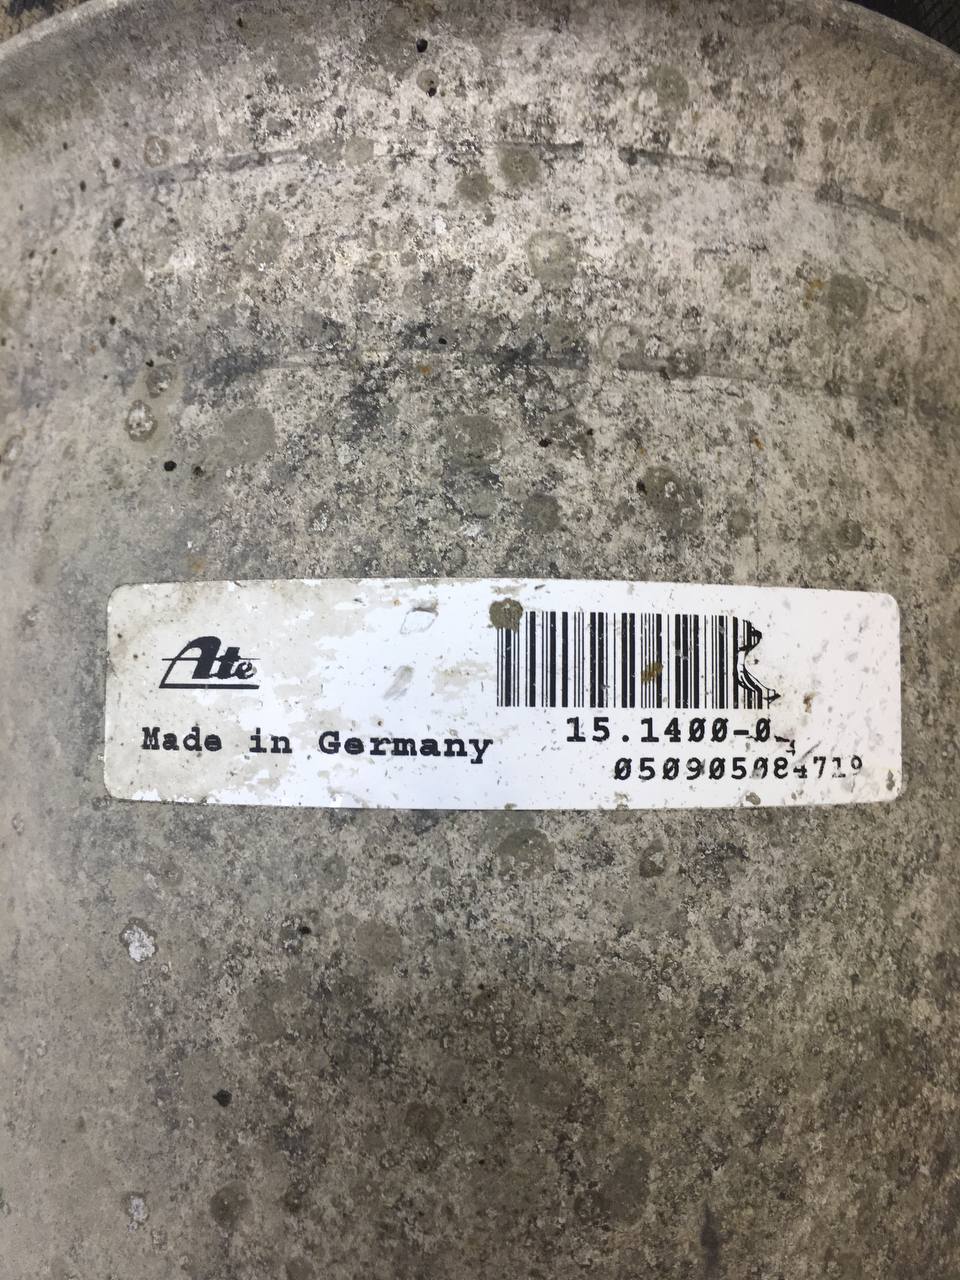 Ate
Made in Germany
15.1400-0
050905084719